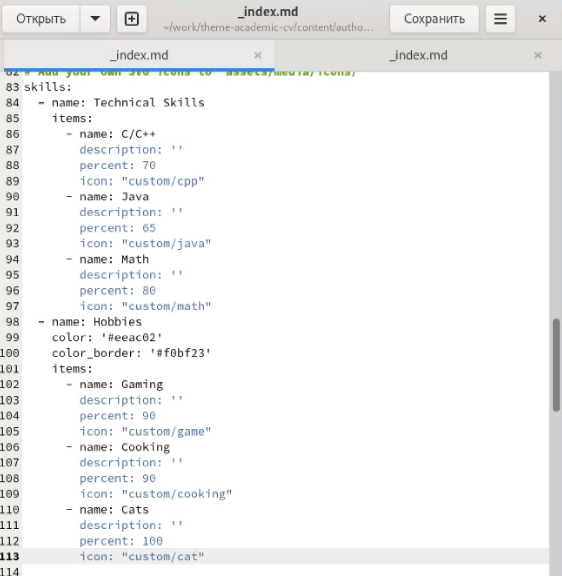 Открыть
_index.md
~/work/theme-academic-cv/content/autho...
Сохранить
_index.md
_index.md
82 # Add your own SVG icons to `assets/media/icons/`
83 skills:
84 - name: Technical Skills
85 items:
86 - name: C/C++
87 description: ''
88 percent: 70
89 icon: "custom/cpp"
90 - name: Java
91 description: ''
92 percent: 65
93 icon: "custom/java"
94 - name: Math
95 description: ''
96 percent: 80
97 icon: "custom/math"
98 - name: Hobbies
99 color: '#eeac02'
100 color_border: '#f0bf23'
101 items:
102 - name: Gaming
103 description: ''
104 percent: 90
105 icon: "custom/game"
106 - name: Cooking
107 description: ''
108 percent: 90
109 icon: "custom/cooking"
110 - name: Cats
111 description: ''
112 percent: 100
113 icon: "custom/cat"
114